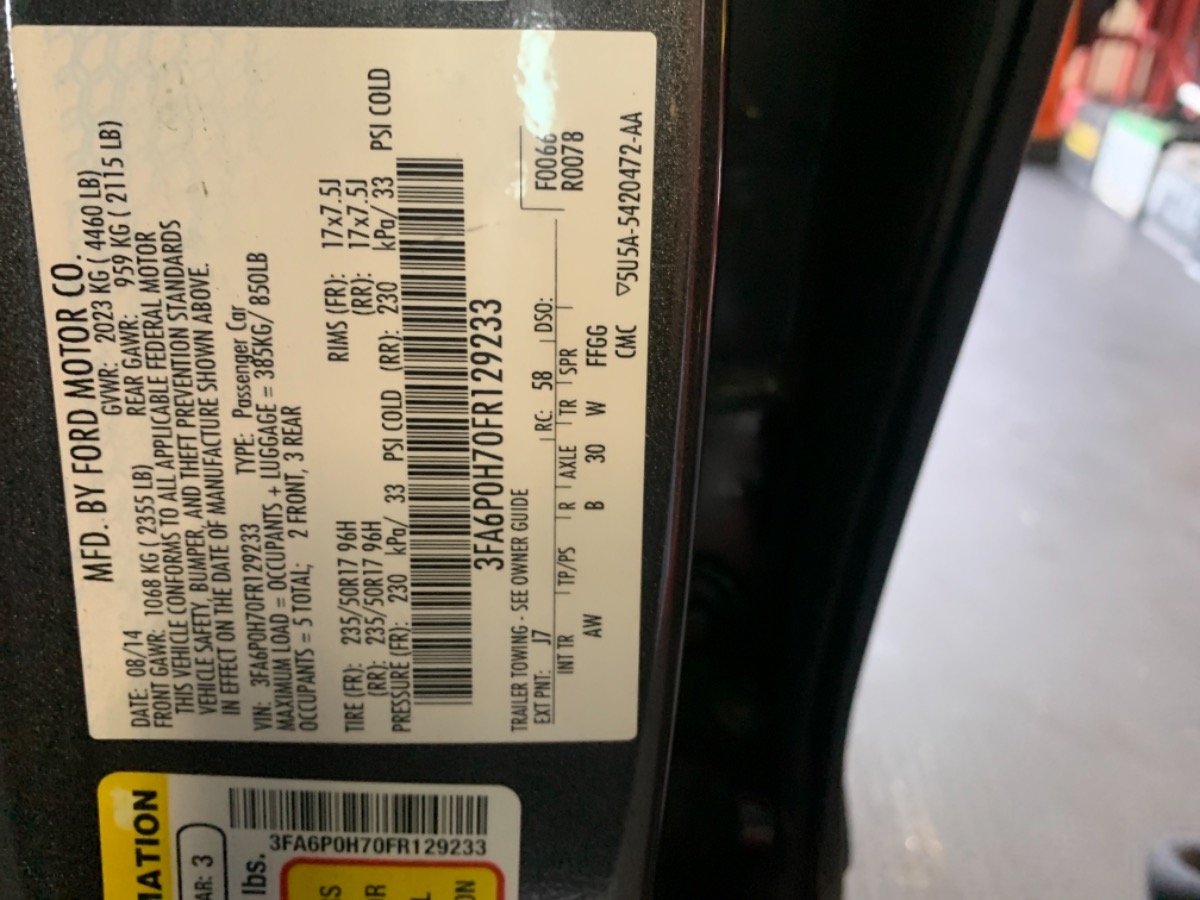 MFD. BY FORD MOTOR CO.
DATE: 08/14 GVWR: 2023 KG ( 4460 LB)
FRONT GAWR: 1068 KG ( 2355 LB) REAR GAWR: 959 KG ( 2115 LB)
THIS VEHICLE CONFORMS TO ALL APPLICABLE FEDERAL MOTOR
VEHICLE SAFETY, BUMPER, AND THEFT PREVENTION STANDARDS
IN EFFECT ON THE DATE OF MANUFACTURE SHOWN ABOVE.
VIN: 3FA6P0H70FR129233 TYPE: Passenger Car
MAXIMUM LOAD = OCCUPANTS + LUGGAGE = 385KG/ 850LB
OCCUPANTS = 5 TOTAL; 2 FRONT, 3 REAR
TIRE (FR): 235/50R17 96H RIMS (FR): 17x7.5J
(RR): 235/50R17 96H (RR): 17x7.5J
PRESSURE (FR): 230 kPa/ 33 PSI COLD (RR): 230 kPa/ 33 PSI COLD
3FA6P0H70FR129233
TRAILER TOWING - SEE OWNER GUIDE
F0066
R0078
EXT PNT: J7 RC: 58 DSO:
INT TR TP/PS R AXLE TR SPR
AW B 30 W FFGG
CMC ▽5U5A-5420472-AA
MATION
AR: 3
lbs.
3FA6P0H70FR129233